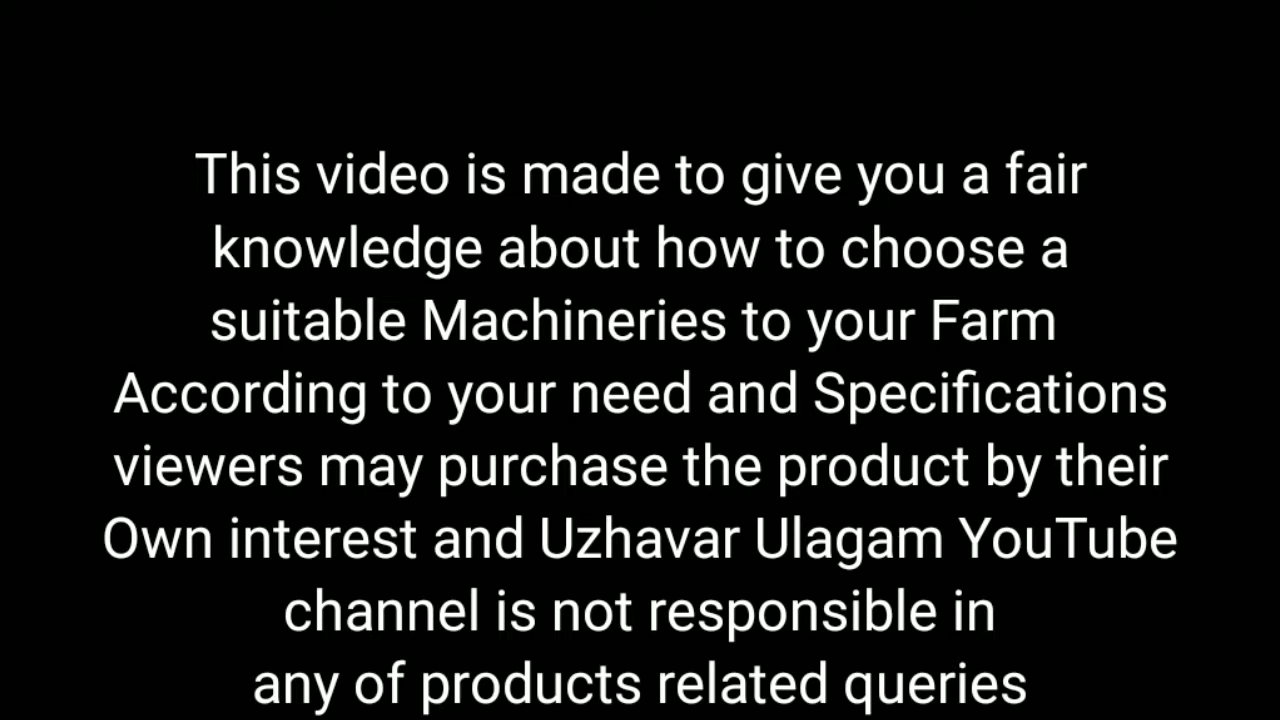 This video is made to give you a fair
knowledge about how to choose a
suitable Machineries to your Farm
According to your need and Specifications
viewers may purchase the product by their
Own interest and Uzhavar Ulagam YouTube
channel is not responsible in
any of products related queries